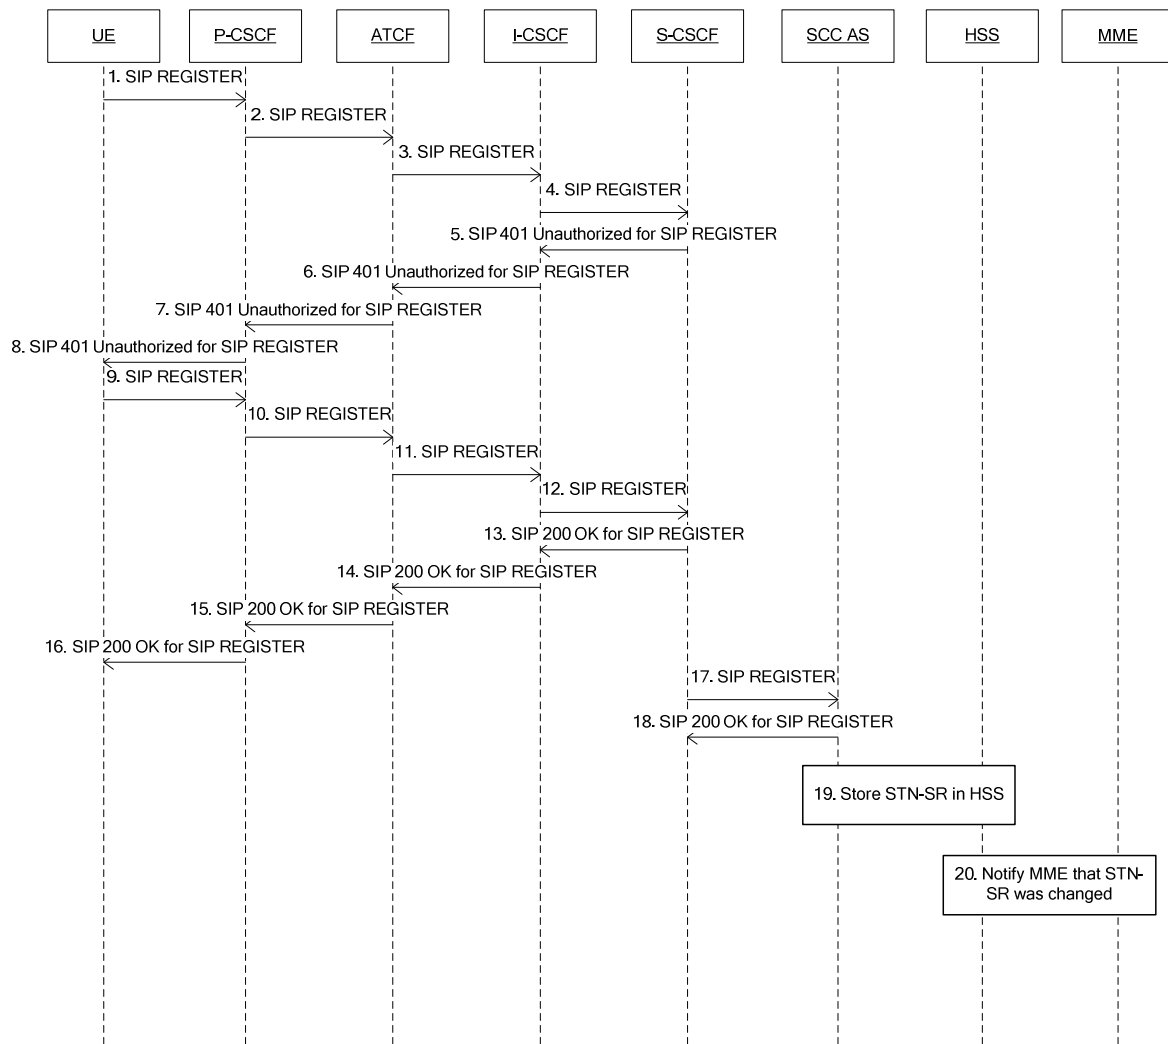 UE
P-CSCF
ATCF
I-CSCF
S-CSCF
SCC AS
HSS
MME
1. SIP REGISTER
2. SIP REGISTER
3. SIP REGISTER
4. SIP REGISTER
5. SIP 401 Unauthorized for SIP REGISTER
6. SIP 401 Unauthorized for SIP REGISTER
7. SIP 401 Unauthorized for SIP REGISTER
8. SIP 401 Unauthorized for SIP REGISTER
9. SIP REGISTER
10. SIP REGISTER
11. SIP REGISTER
12. SIP REGISTER
13. SIP 200 OK for SIP REGISTER
14. SIP 200 OK for SIP REGISTER
15. SIP 200 OK for SIP REGISTER
16. SIP 200 OK for SIP REGISTER
17. SIP REGISTER
18. SIP 200 OK for SIP REGISTER
19. Store STN-SR in HSS
20. Notify MME that STN-
SR was changed